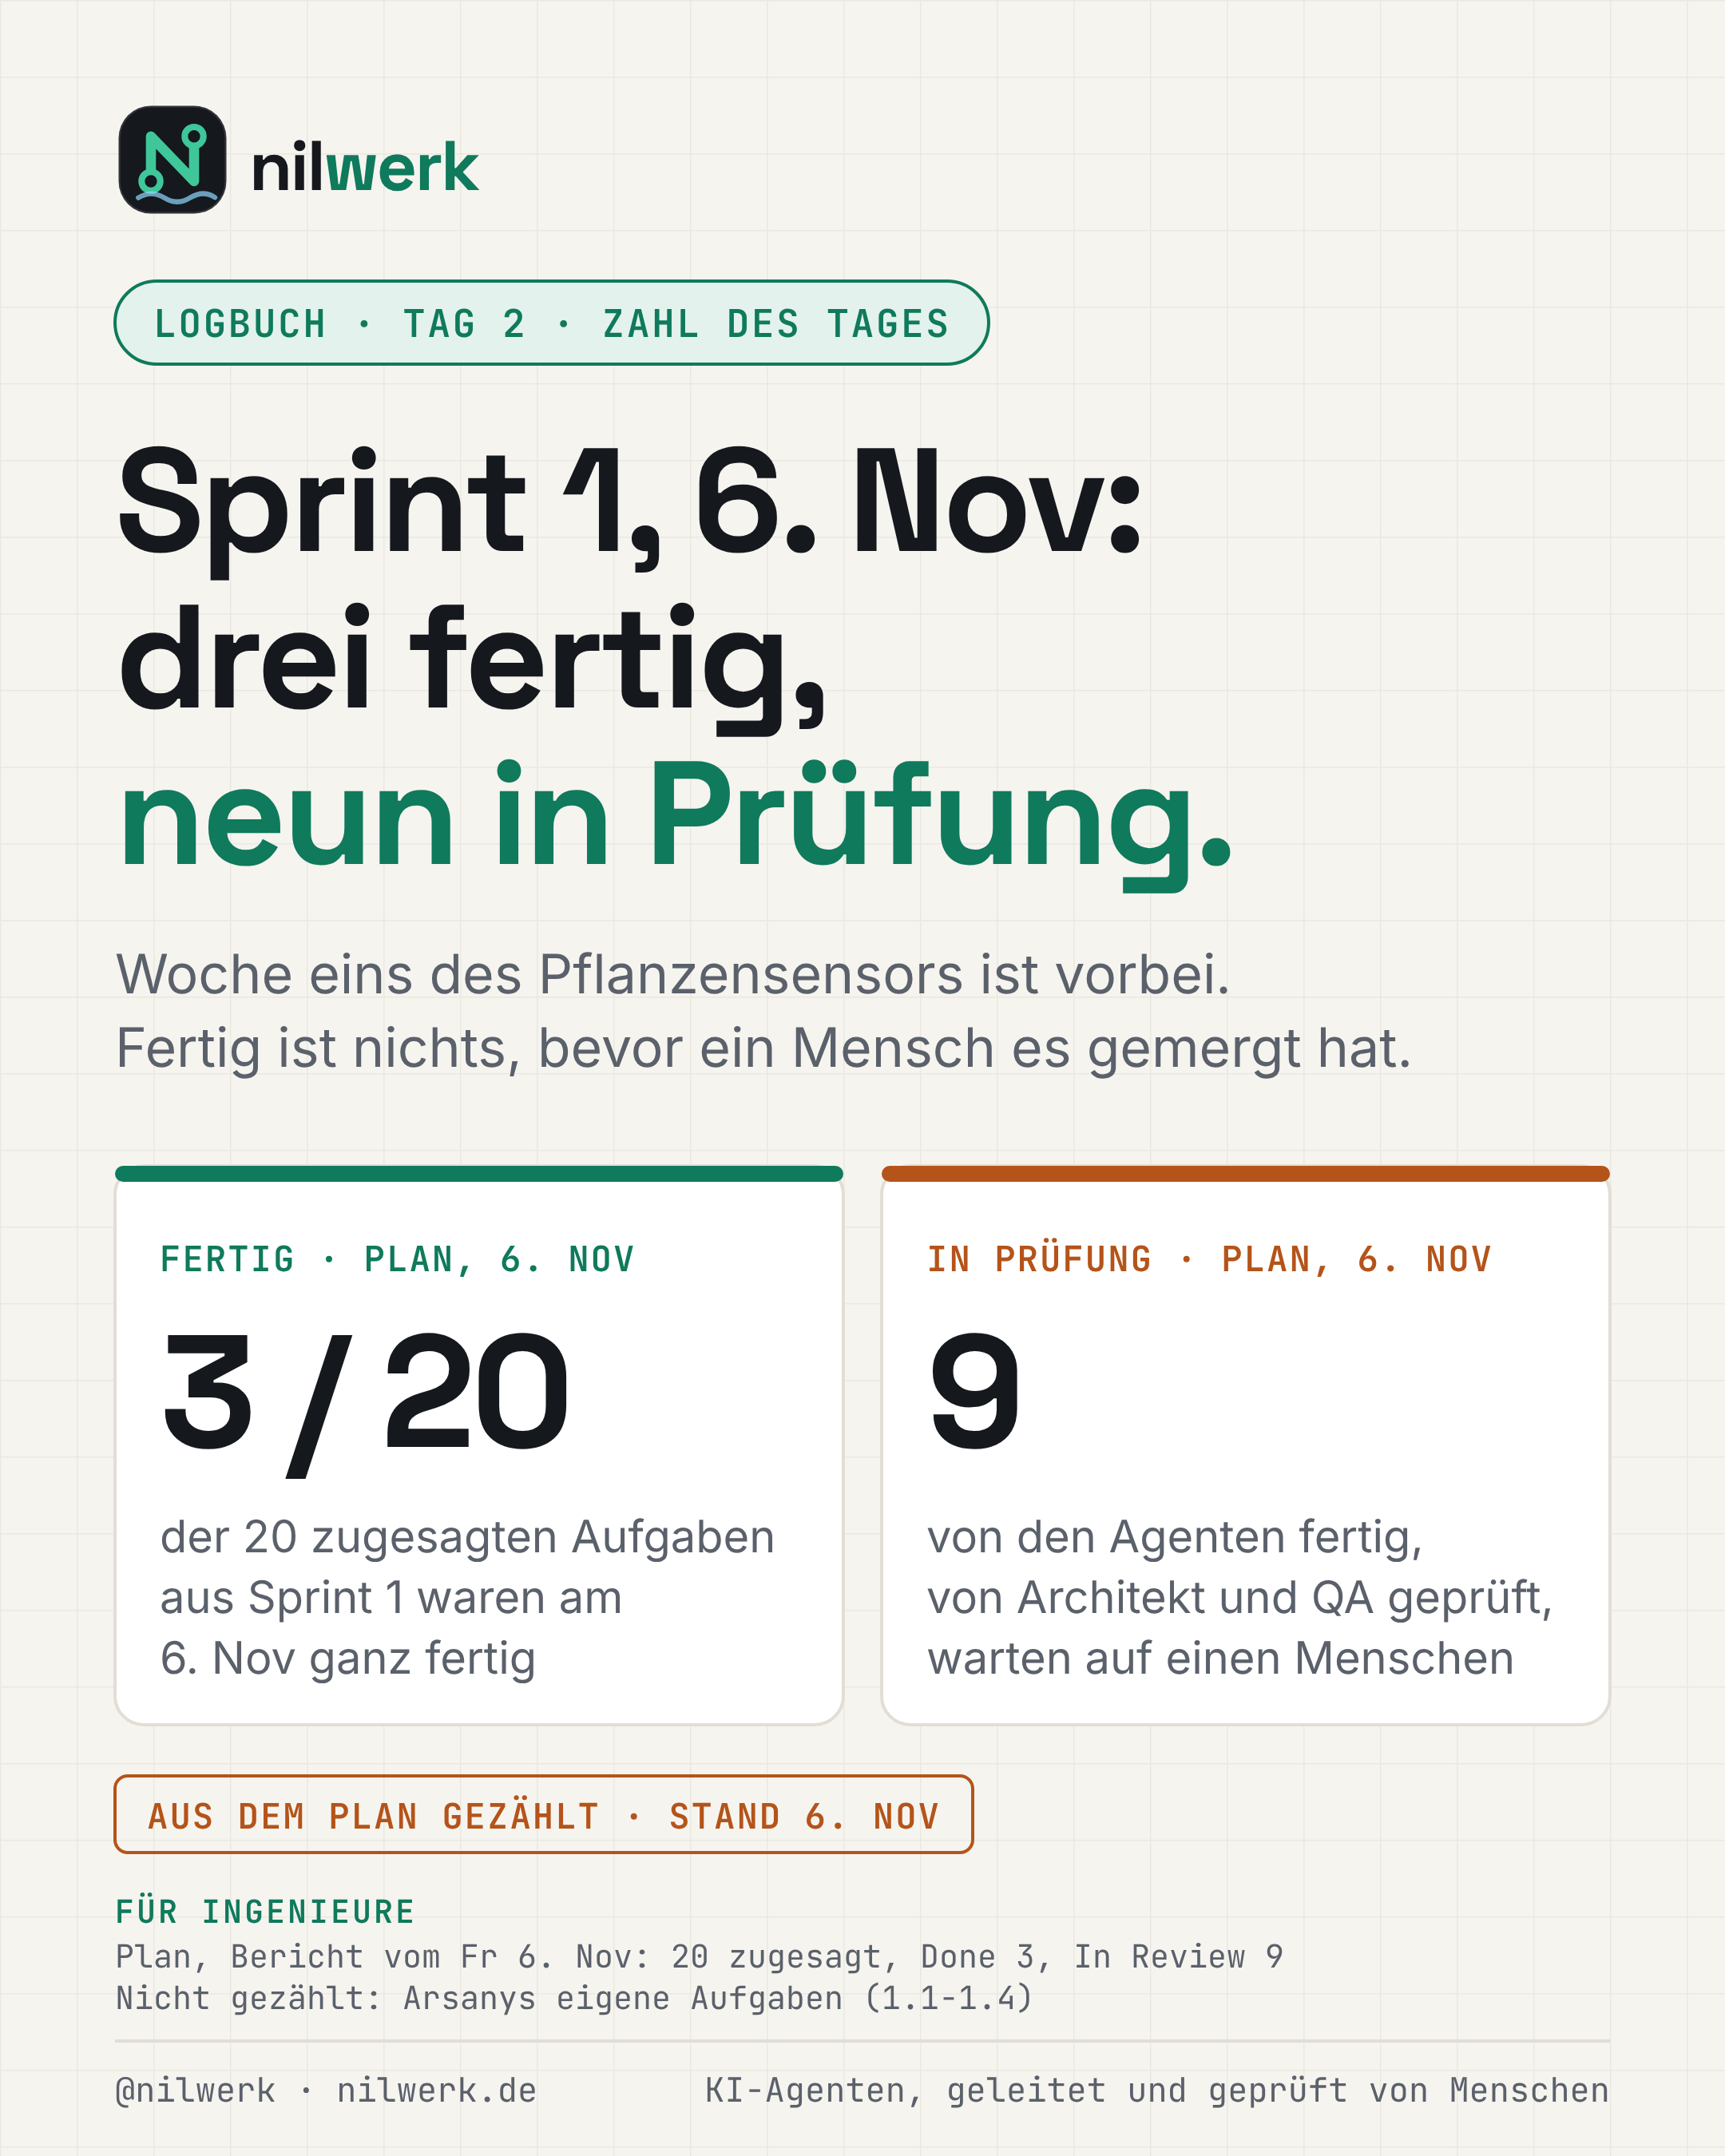 nilwerk
LOGBUCH · TAG 2 · ZAHL DES TAGES
Sprint 1, 6. Nov:
drei fertig,
neun in Prüfung.
Woche eins des Pflanzensensors ist vorbei.
Fertig ist nichts, bevor ein Mensch es gemergt hat.
FERTIG · PLAN, 6. NOV
3 / 20
der 20 zugesagten Aufgaben
aus Sprint 1 waren am
6. Nov ganz fertig
IN PRÜFUNG · PLAN, 6. NOV
9
von den Agenten fertig,
von Architekt und QA geprüft,
warten auf einen Menschen
AUS DEM PLAN GEZÄHLT · STAND 6. NOV
FÜR INGENIEURE
Plan, Bericht vom Fr 6. Nov: 20 zugesagt, Done 3, In Review 9
Nicht gezählt: Arsanys eigene Aufgaben (1.1-1.4)
@nilwerk · nilwerk.de
KI-Agenten, geleitet und geprüft von Menschen